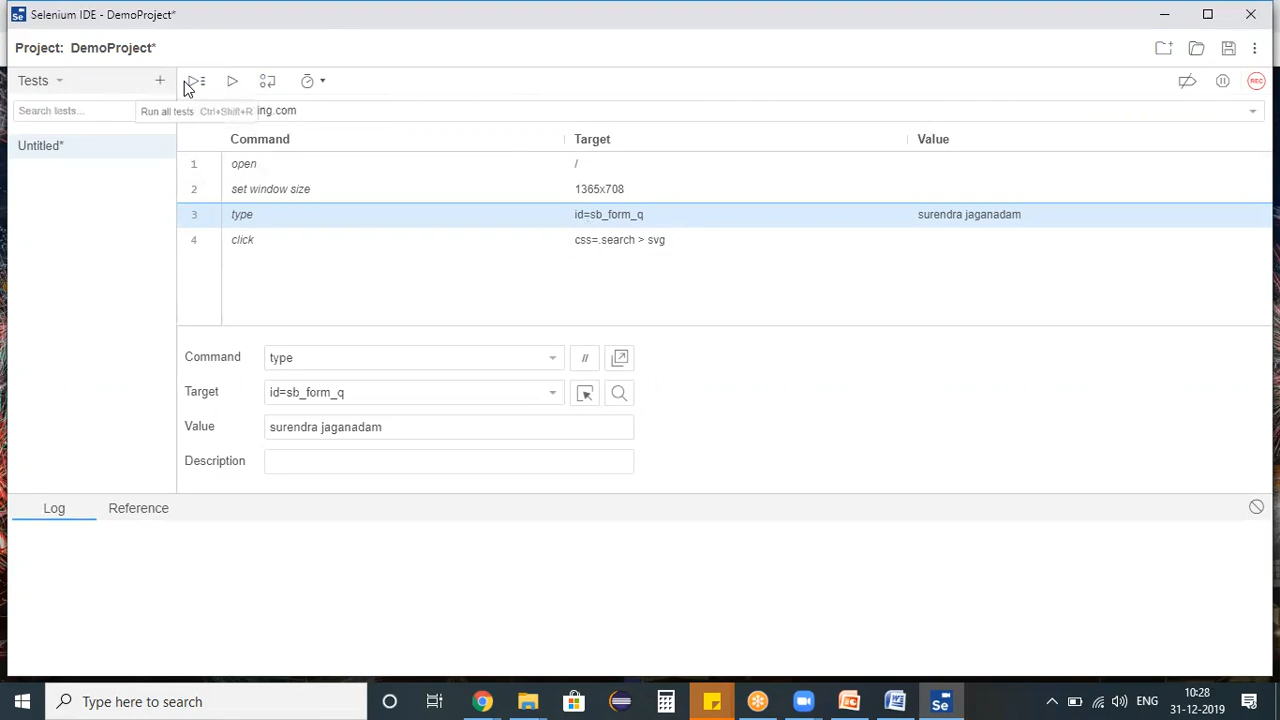 Selenium IDE - DemoProject*
Project: DemoProject*
Tests
Search tests...
Run all tests Ctrl+Shift+R
ing.com
Untitled*
Command Target Value
1 open /
2 set window size 1365x708
3 type id=sb_form_q surendra jaganadam
4 click css=.search > svg
Command type //
Target id=sb_form_q
Value surendra jaganadam
Description
Log Reference
REC
Type here to search
Se
ENG
10:28
31-12-2019